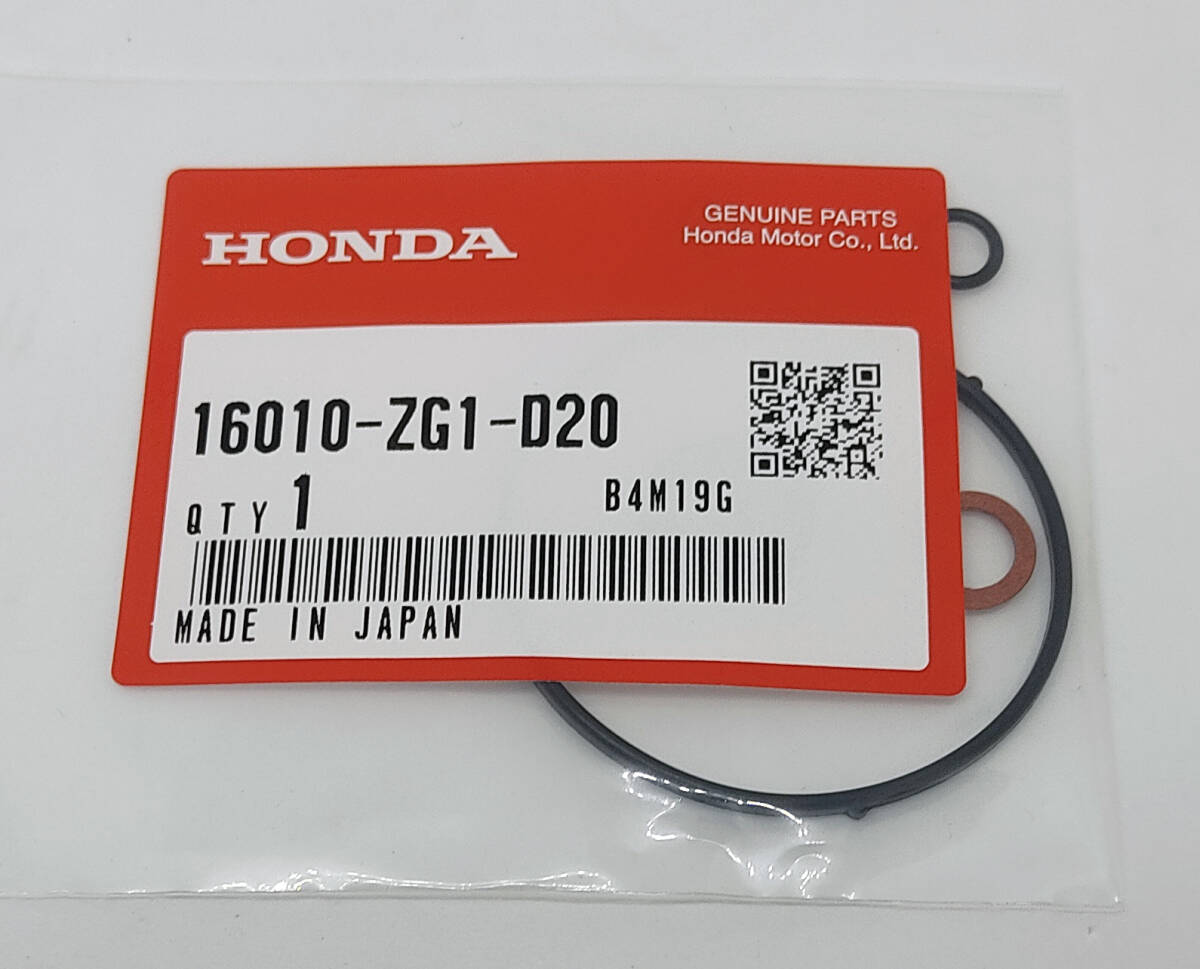 HONDA
GENUINE PARTS
Honda Motor Co., Ltd.
16010-ZG1-D20
QTY 1
B4M19G
MADE IN JAPAN